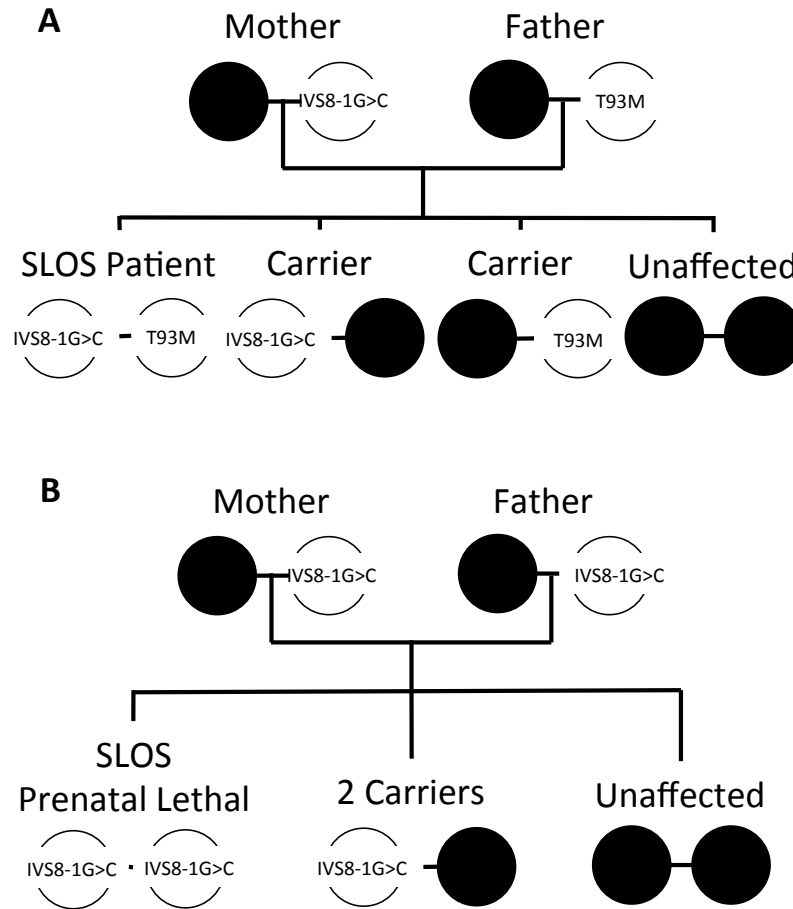 A
Mother Father
IVS8-1G>C T93M
SLOS Patient Carrier Carrier Unaffected
IVS8-1G>C T93M IVS8-1G>C T93M
B
Mother Father
IVS8-1G>C IVS8-1G>C
SLOS
Prenatal Lethal 2 Carriers Unaffected
IVS8-1G>C IVS8-1G>C IVS8-1G>C